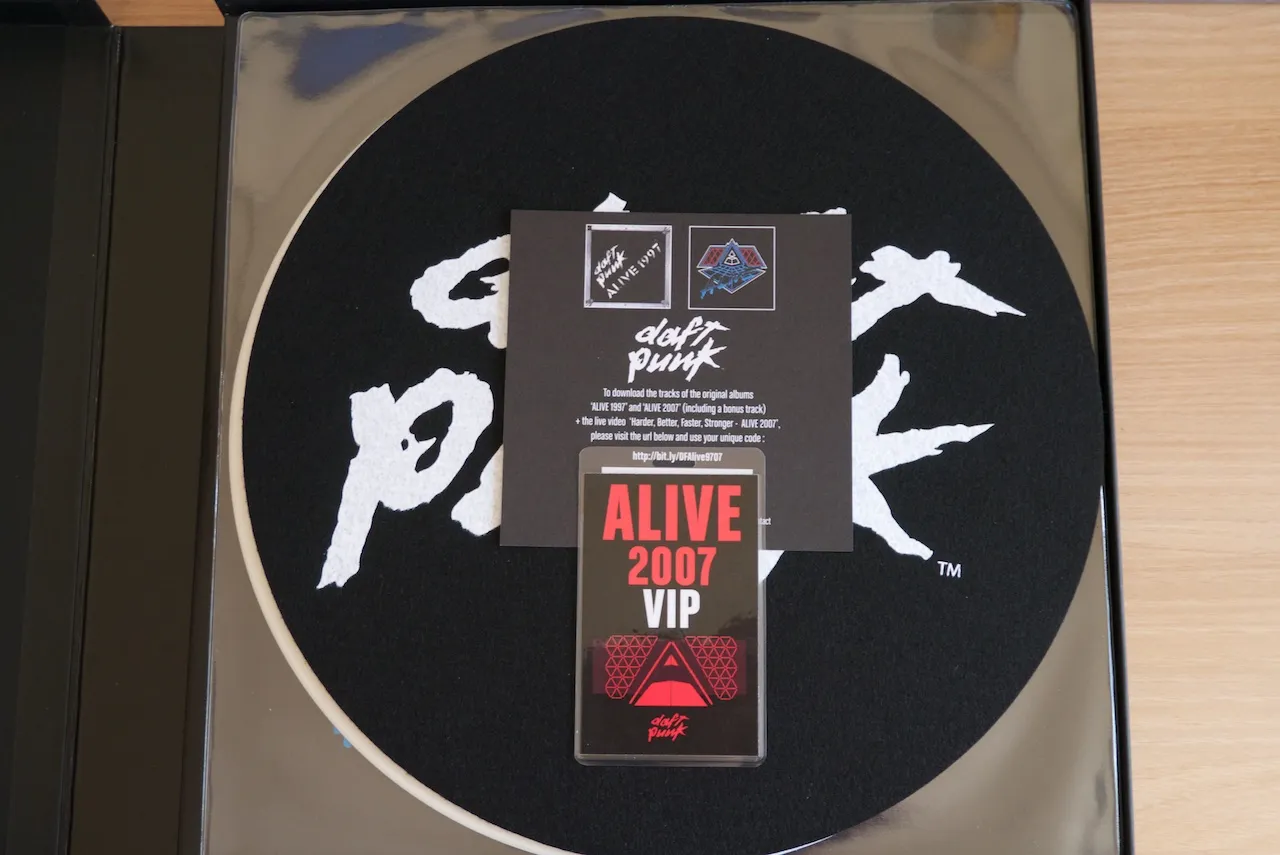 daft
punk
ALIVE 1997
daft
punk
To download the tracks of the original albums
'ALIVE 1997' and 'ALIVE 2007' (including a bonus track)
+ the live video 'Harder, Better, Faster, Stronger - ALIVE 2007',
please visit the url below and use your unique code :
http://bit.ly/DFAlive9707
TM
ALIVE
2007
VIP
daft
punk